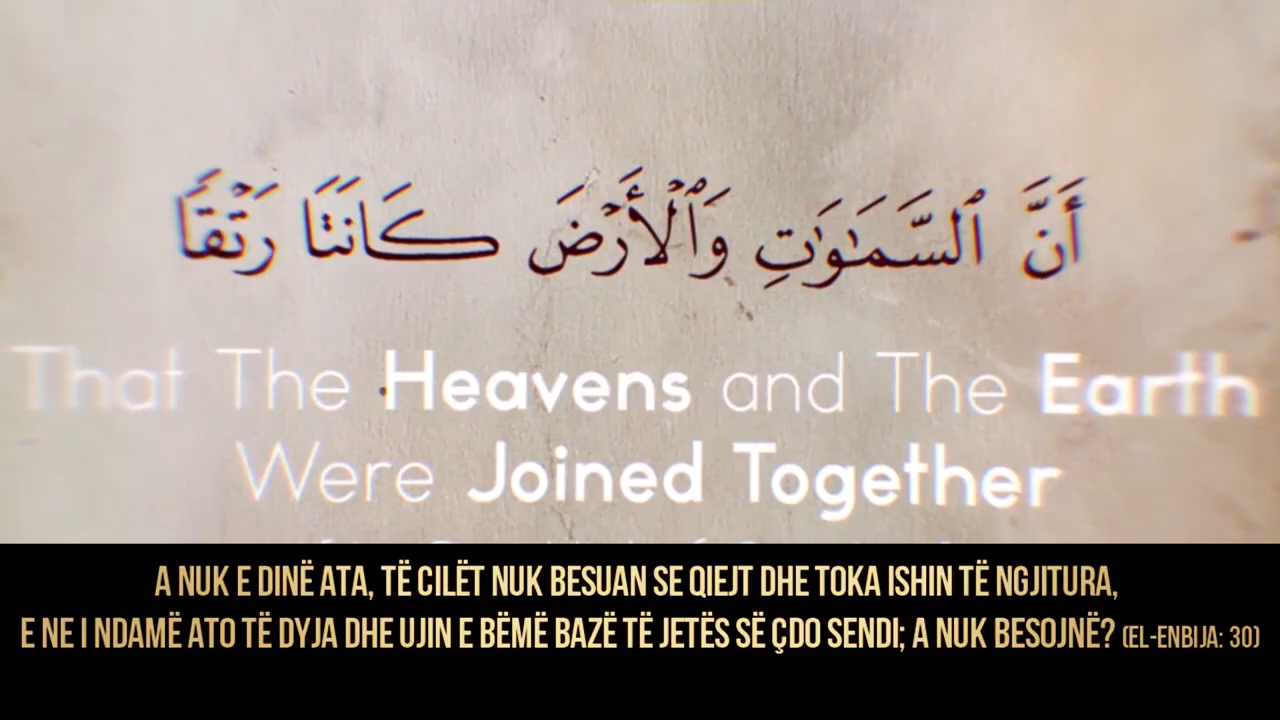 أَنَّ ٱلسَّمَٰوَٰتِ وَٱلْأَرْضَ كَانَتَا رَتْقًا
That The Heavens and The Earth
Were Joined Together
A NUK E DINË ATA, TË CILËT NUK BESUAN SE QIEJT DHE TOKA ISHIN TË NGJITURA,
E NE I NDAMË ATO TË DYJA DHE UJIN E BËMË BAZË TË JETËS SË ÇDO SENDI; A NUK BESOJNË? (EL-ENBIJA: 30)